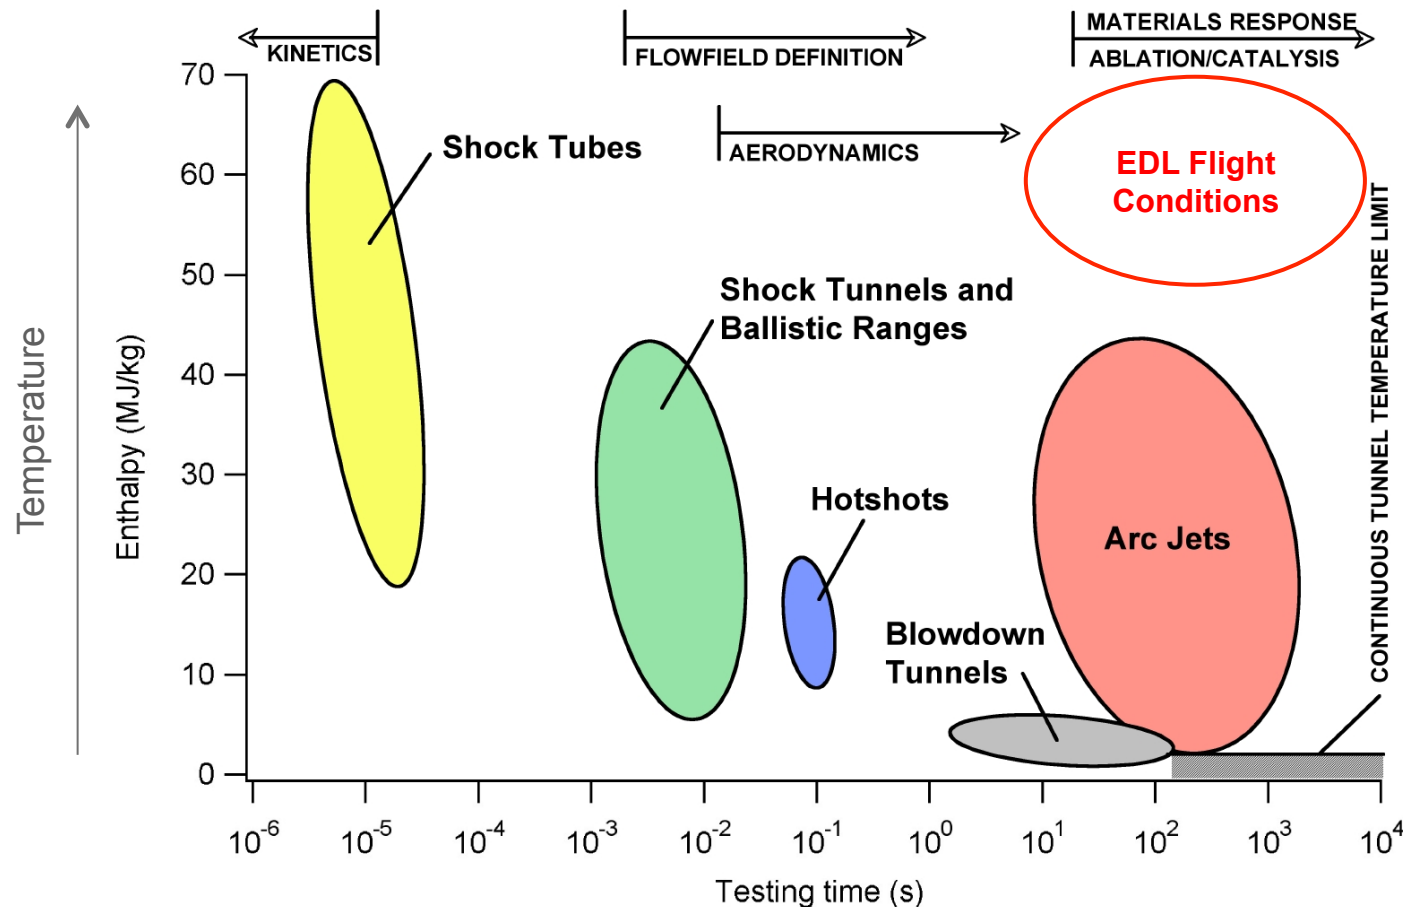 KINETICS
FLOWFIELD DEFINITION
MATERIALS RESPONSE
ABLATION/CATALYSIS
AERODYNAMICS
Shock Tubes
EDL Flight
Conditions
Shock Tunnels and
Ballistic Ranges
Hotshots
Arc Jets
Blowdown
Tunnels
CONTINUOUS TUNNEL TEMPERATURE LIMIT
Temperature
Enthalpy (MJ/kg)
70
60
50
40
30
20
10
0
10⁻⁶ 10⁻⁵ 10⁻⁴ 10⁻³ 10⁻² 10⁻¹ 10⁰ 10¹ 10² 10³ 10⁴
Testing time (s)